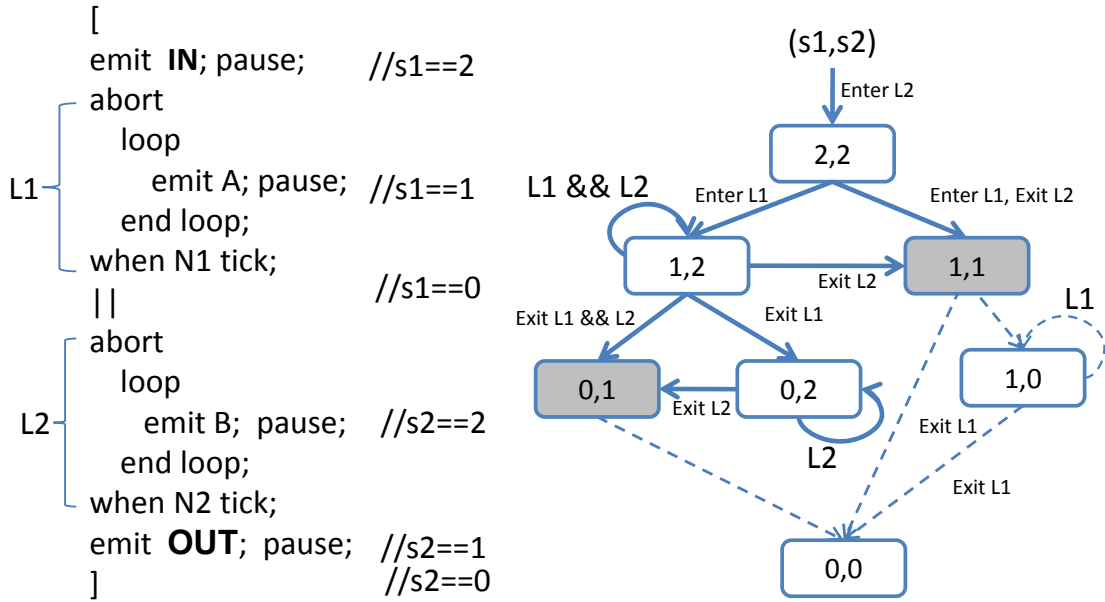 [
emit IN; pause; //s1==2
abort
loop
L1
emit A; pause; //s1==1
end loop;
when N1 tick;
//s1==0
||
abort
loop
L2
emit B; pause; //s2==2
end loop;
when N2 tick;
emit OUT; pause; //s2==1
] //s2==0
(s1,s2)
Enter L2
2,2
L1 && L2
Enter L1
Enter L1, Exit L2
1,2
Exit L2
1,1
Exit L1 && L2
Exit L1
L1
0,1
Exit L2
0,2
1,0
L2
Exit L1
Exit L1
0,0